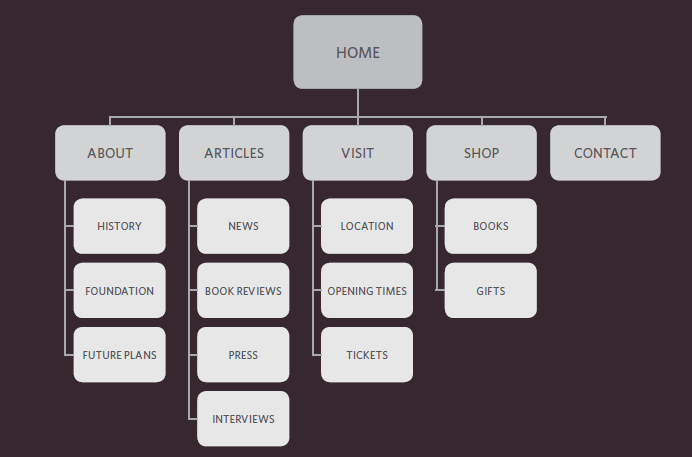 HOME
ABOUT
ARTICLES
VISIT
SHOP
CONTACT
HISTORY
NEWS
LOCATION
BOOKS
FOUNDATION
BOOK REVIEWS
OPENING TIMES
GIFTS
FUTURE PLANS
PRESS
TICKETS
INTERVIEWS